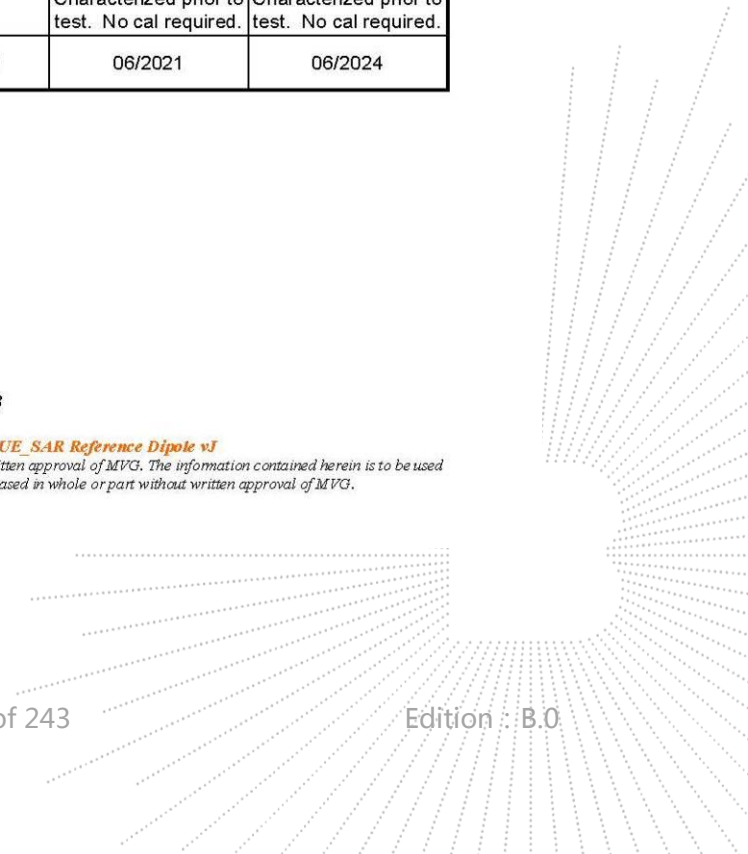 Characterized prior to Characterized prior to
test. No cal required. test. No cal required.
06/2021 06/2024
UE_SAR Reference Dipole vJ
tten approval of MVG. The information contained herein is to be used
ased in whole or part without written approval of MVG.
of 243 Edition : B.0